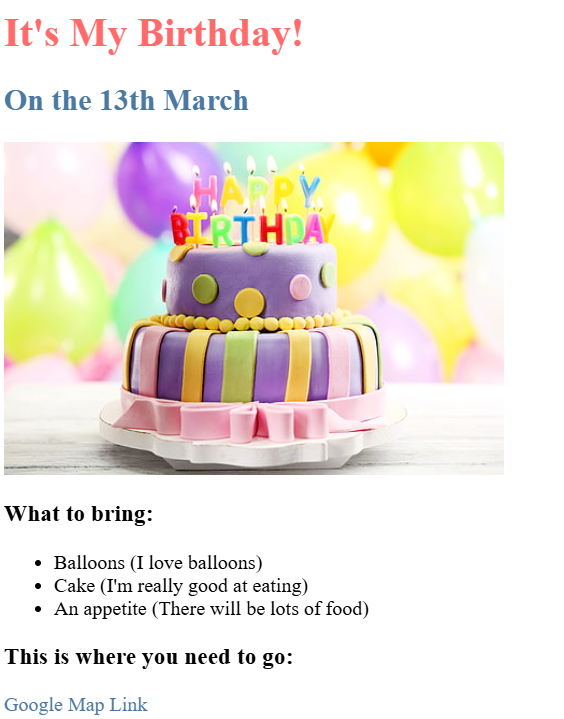 It's My Birthday!
On the 13th March
HAPPY
BIRTHDAY
What to bring:
Balloons (I love balloons)
Cake (I'm really good at eating)
An appetite (There will be lots of food)
This is where you need to go:
Google Map Link